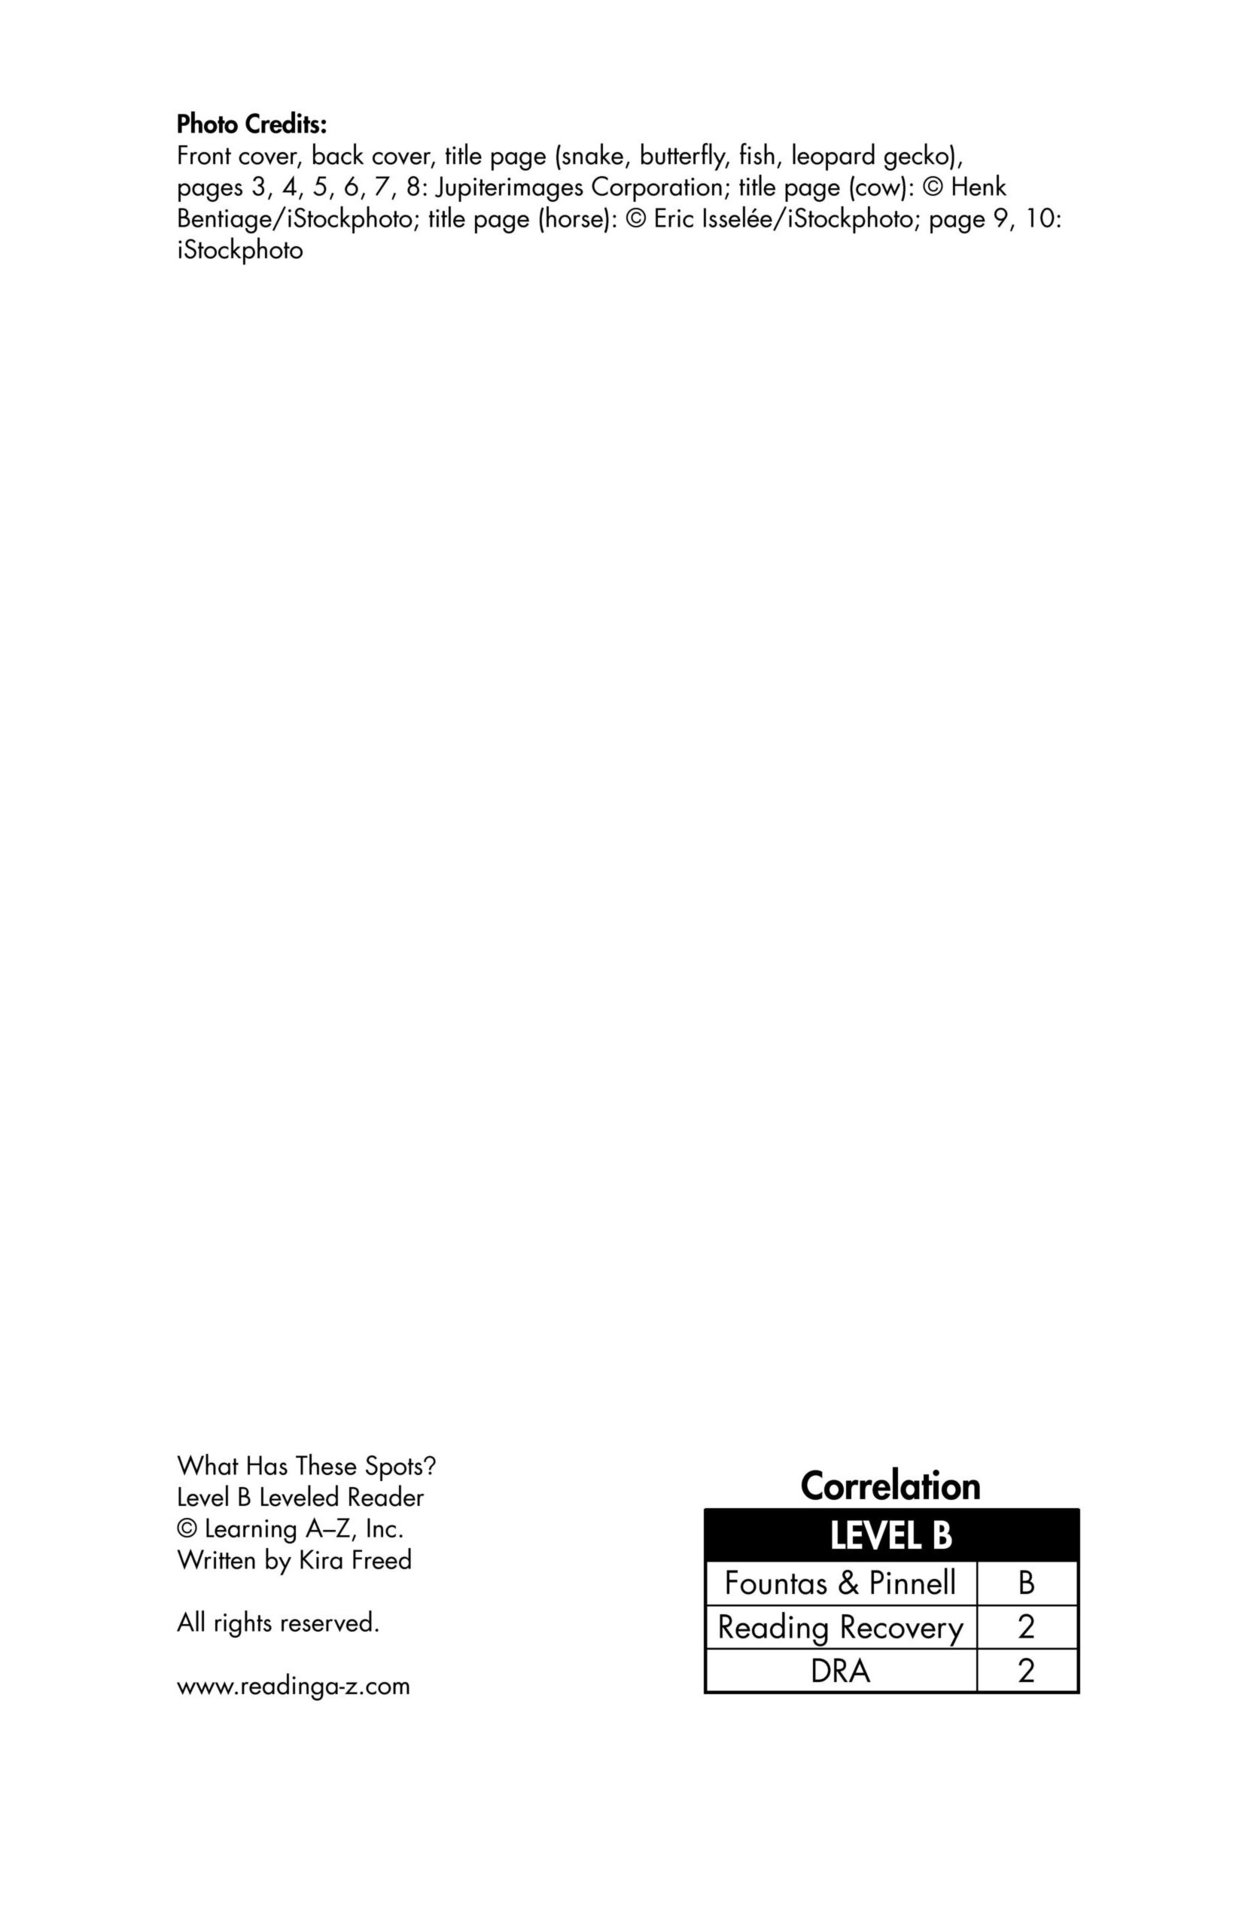 Photo Credits:
Front cover, back cover, title page (snake, butterfly, fish, leopard gecko),
pages 3, 4, 5, 6, 7, 8: Jupiterimages Corporation; title page (cow): © Henk
Bentiage/iStockphoto; title page (horse): © Eric Isselée/iStockphoto; page 9, 10:
iStockphoto
What Has These Spots?
Level B Leveled Reader
© Learning A–Z, Inc.
Written by Kira Freed
All rights reserved.
www.readinga-z.com
Correlation
LEVEL B
Fountas & Pinnell B
Reading Recovery 2
DRA 2